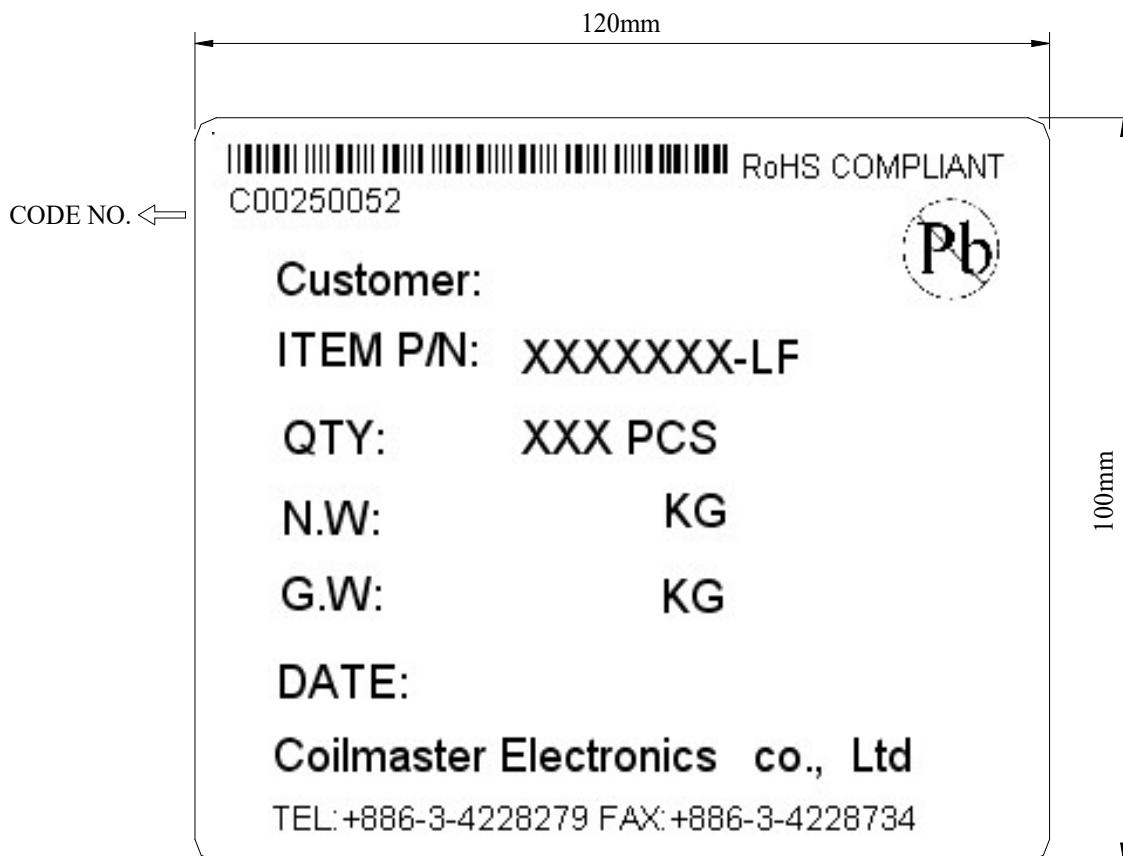 120mm
RoHS COMPLIANT
C00250052
CODE NO.
Pb
Customer:
ITEM P/N: XXXXXXX-LF
QTY: XXX PCS
100mm
N.W: KG
G.W: KG
DATE:
Coilmaster Electronics co., Ltd
TEL:+886-3-4228279 FAX:+886-3-4228734